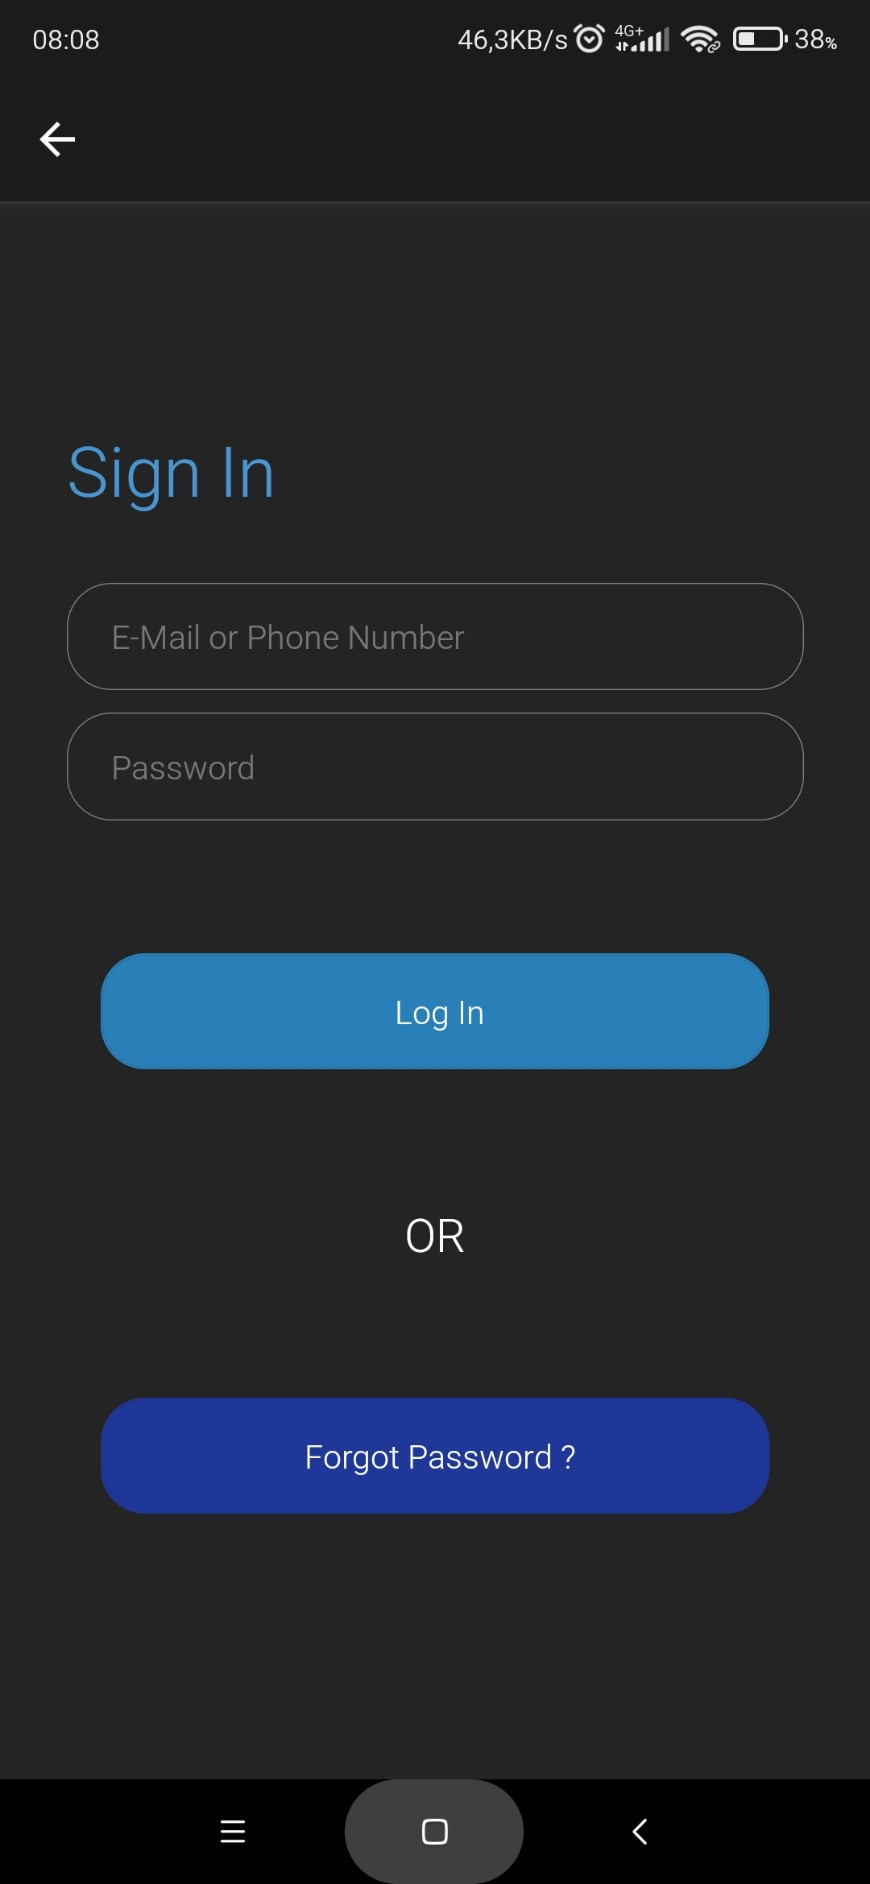 08:08 46,3KB/s 4G+ 38%
Sign In
E-Mail or Phone Number
Password
Log In
OR
Forgot Password ?